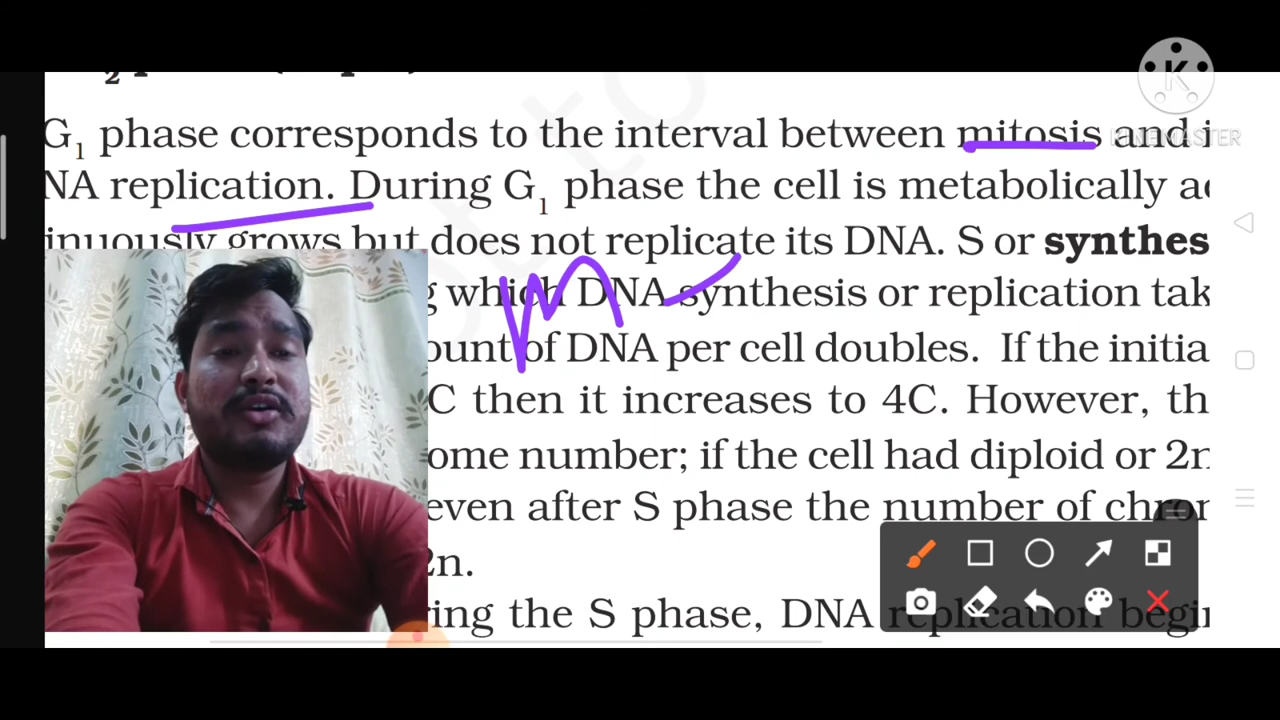 G₁ phase corresponds to the interval between mitosis and
NA replication. During G₁ phase the cell is metabolically
inuously grows but does not replicate its DNA. S or synthes
g which DNA synthesis or replication tak
ount of DNA per cell doubles. If the initia
C then it increases to 4C. However, th
ome number; if the cell had diploid or 2n
even after S phase the number of chrom
2n.
ring the S phase, DNA replication begin
KINEMASTER